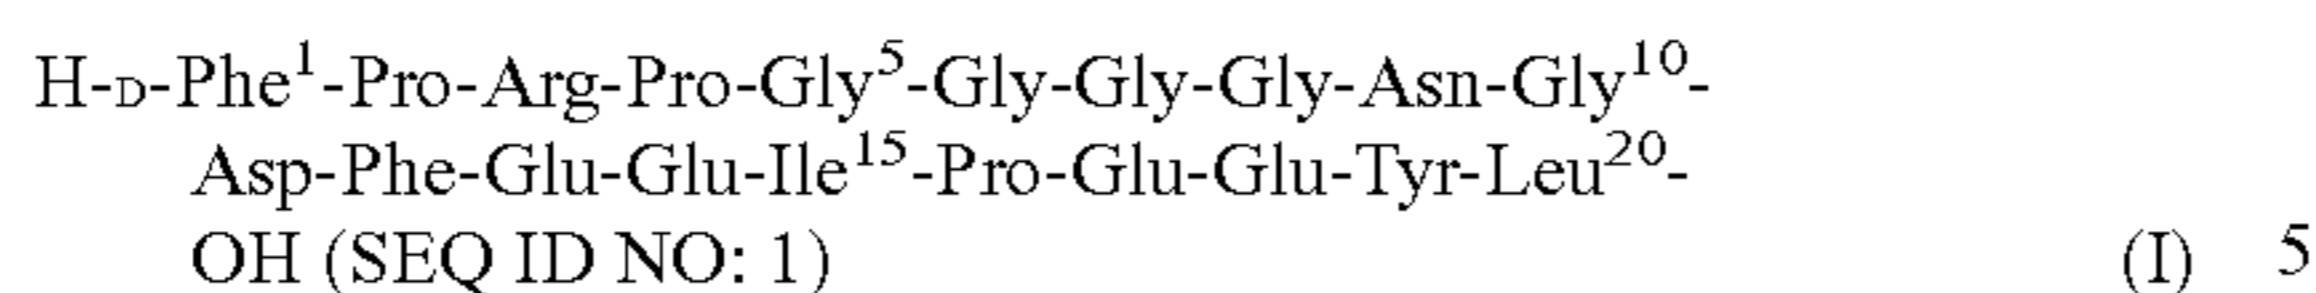 H-D-Phe¹-Pro-Arg-Pro-Gly⁵-Gly-Gly-Gly-Asn-Gly¹⁰-
Asp-Phe-Glu-Glu-Ile¹⁵-Pro-Glu-Glu-Tyr-Leu²⁰-
OH (SEQ ID NO: 1) (I) 5